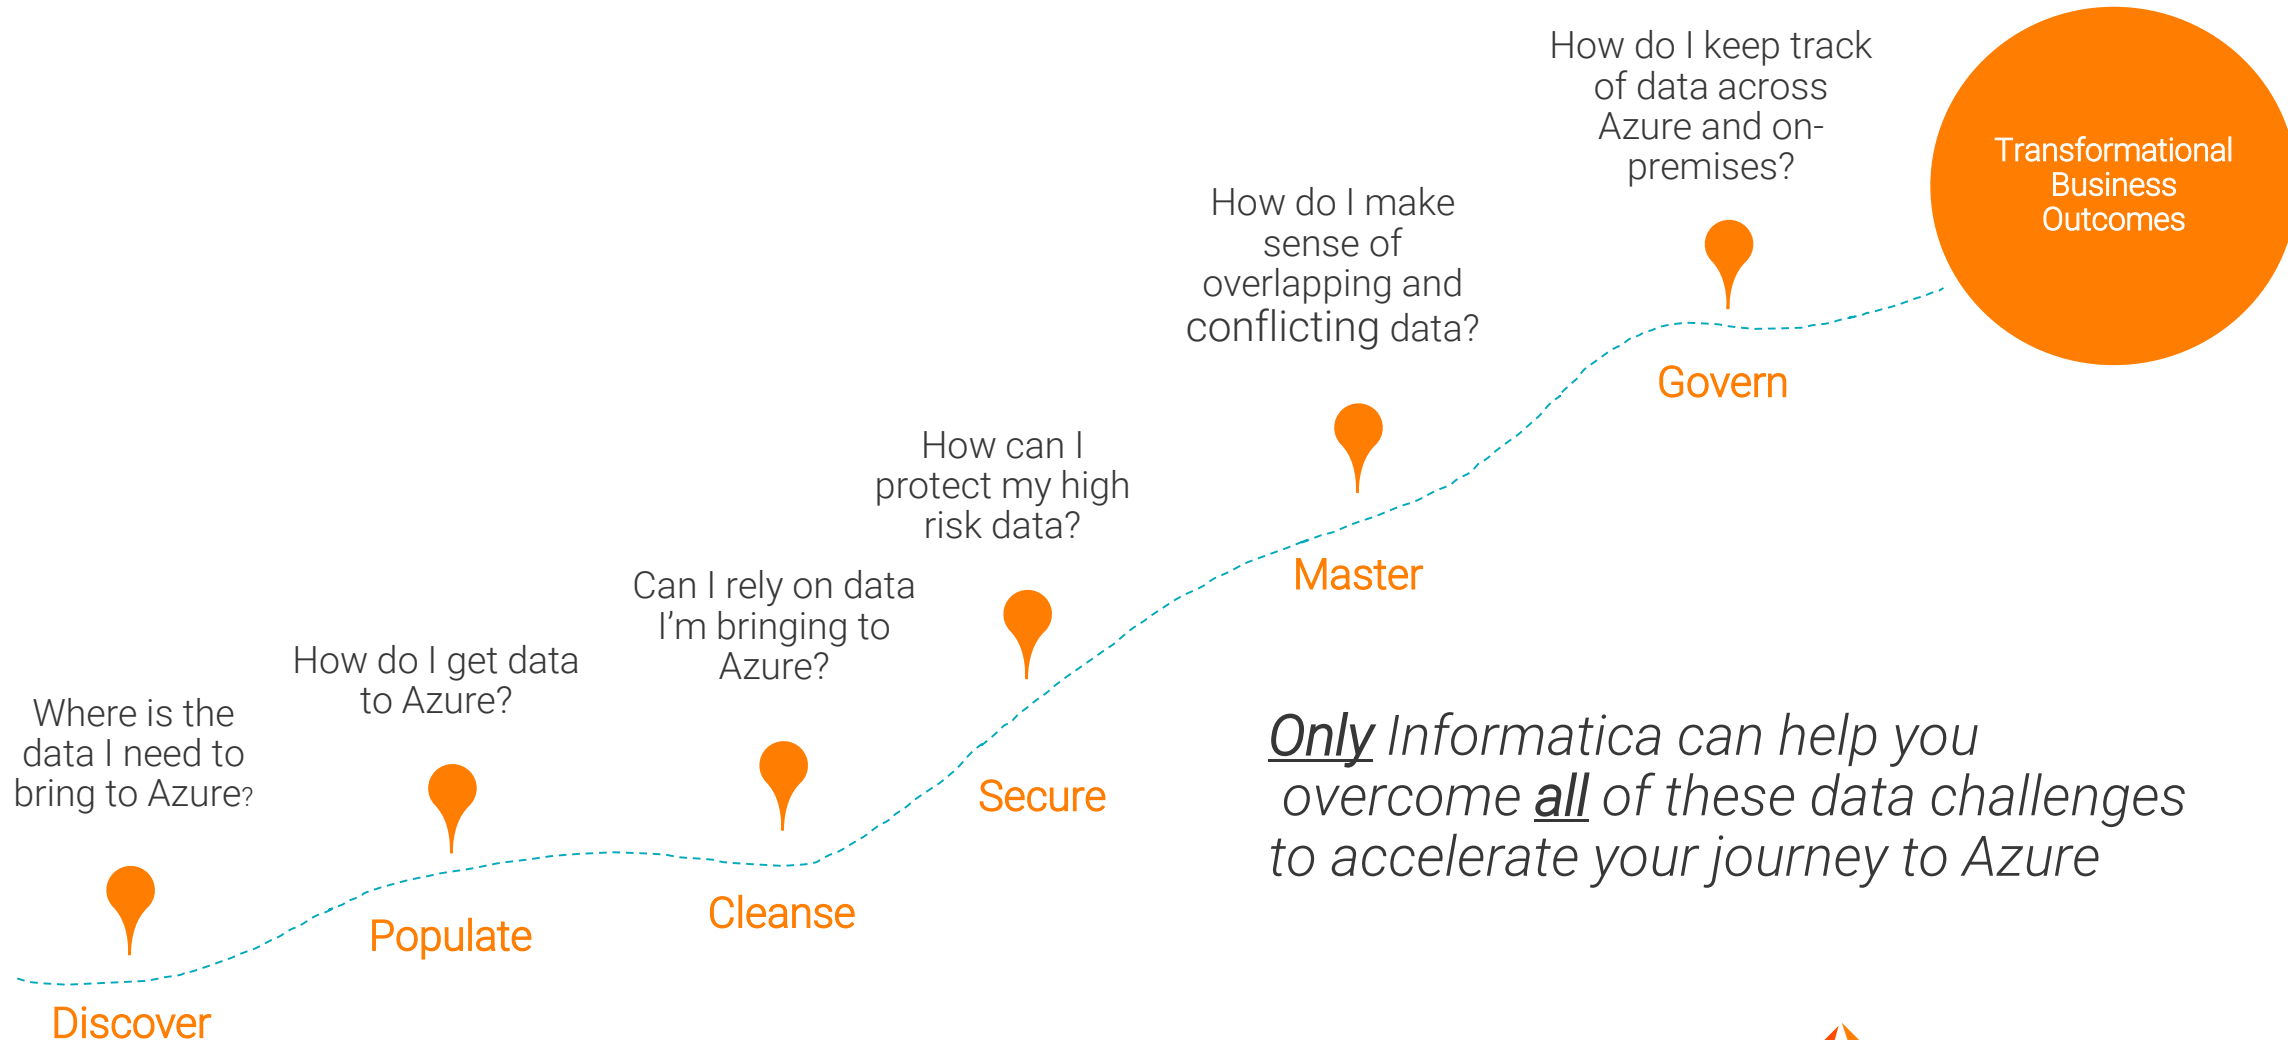 Where is the
data I need to
bring to Azure?
Discover
How do I get data
to Azure?
Populate
Can I rely on data
I’m bringing to
Azure?
Cleanse
How can I
protect my high
risk data?
Secure
How do I make
sense of
overlapping and
conflicting data?
Master
How do I keep track
of data across
Azure and on-
premises?
Govern
Transformational
Business
Outcomes
Only Informatica can help you
overcome all of these data challenges
to accelerate your journey to Azure